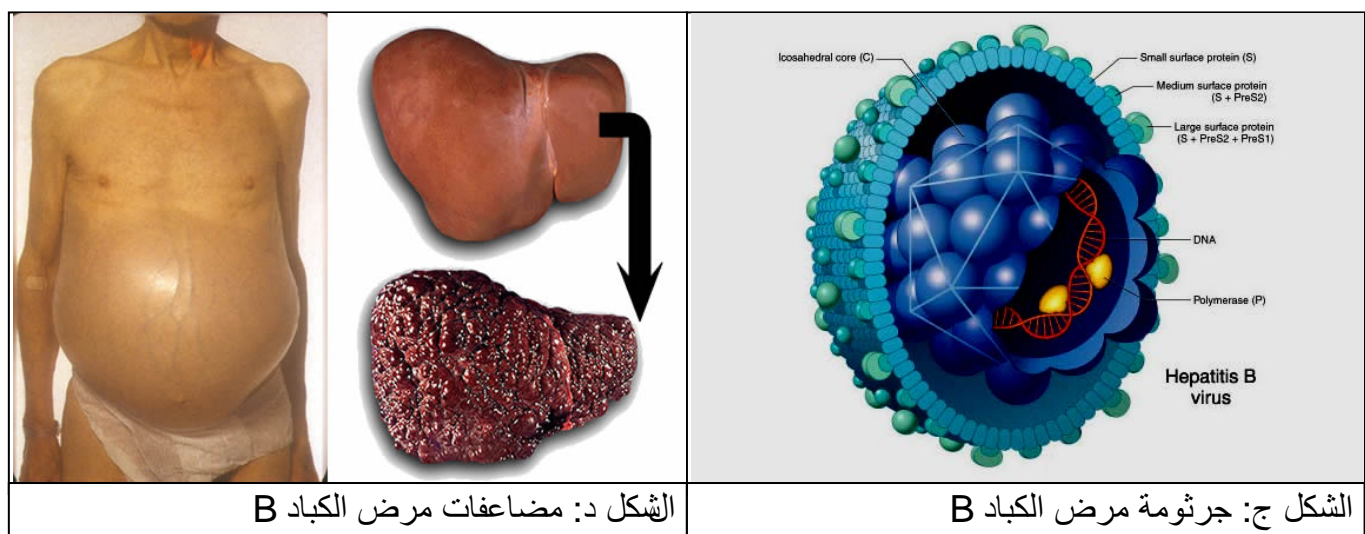 Icosahedral core (C)
Small surface protein (S)
Medium surface protein
(S + PreS2)
Large surface protein
(S + PreS2 + PreS1)
DNA
Polymerase (P)
Hepatitis B
virus
الشكل ج: جرثومة مرض الكباد B
الشكل د: مضاعفات مرض الكباد B